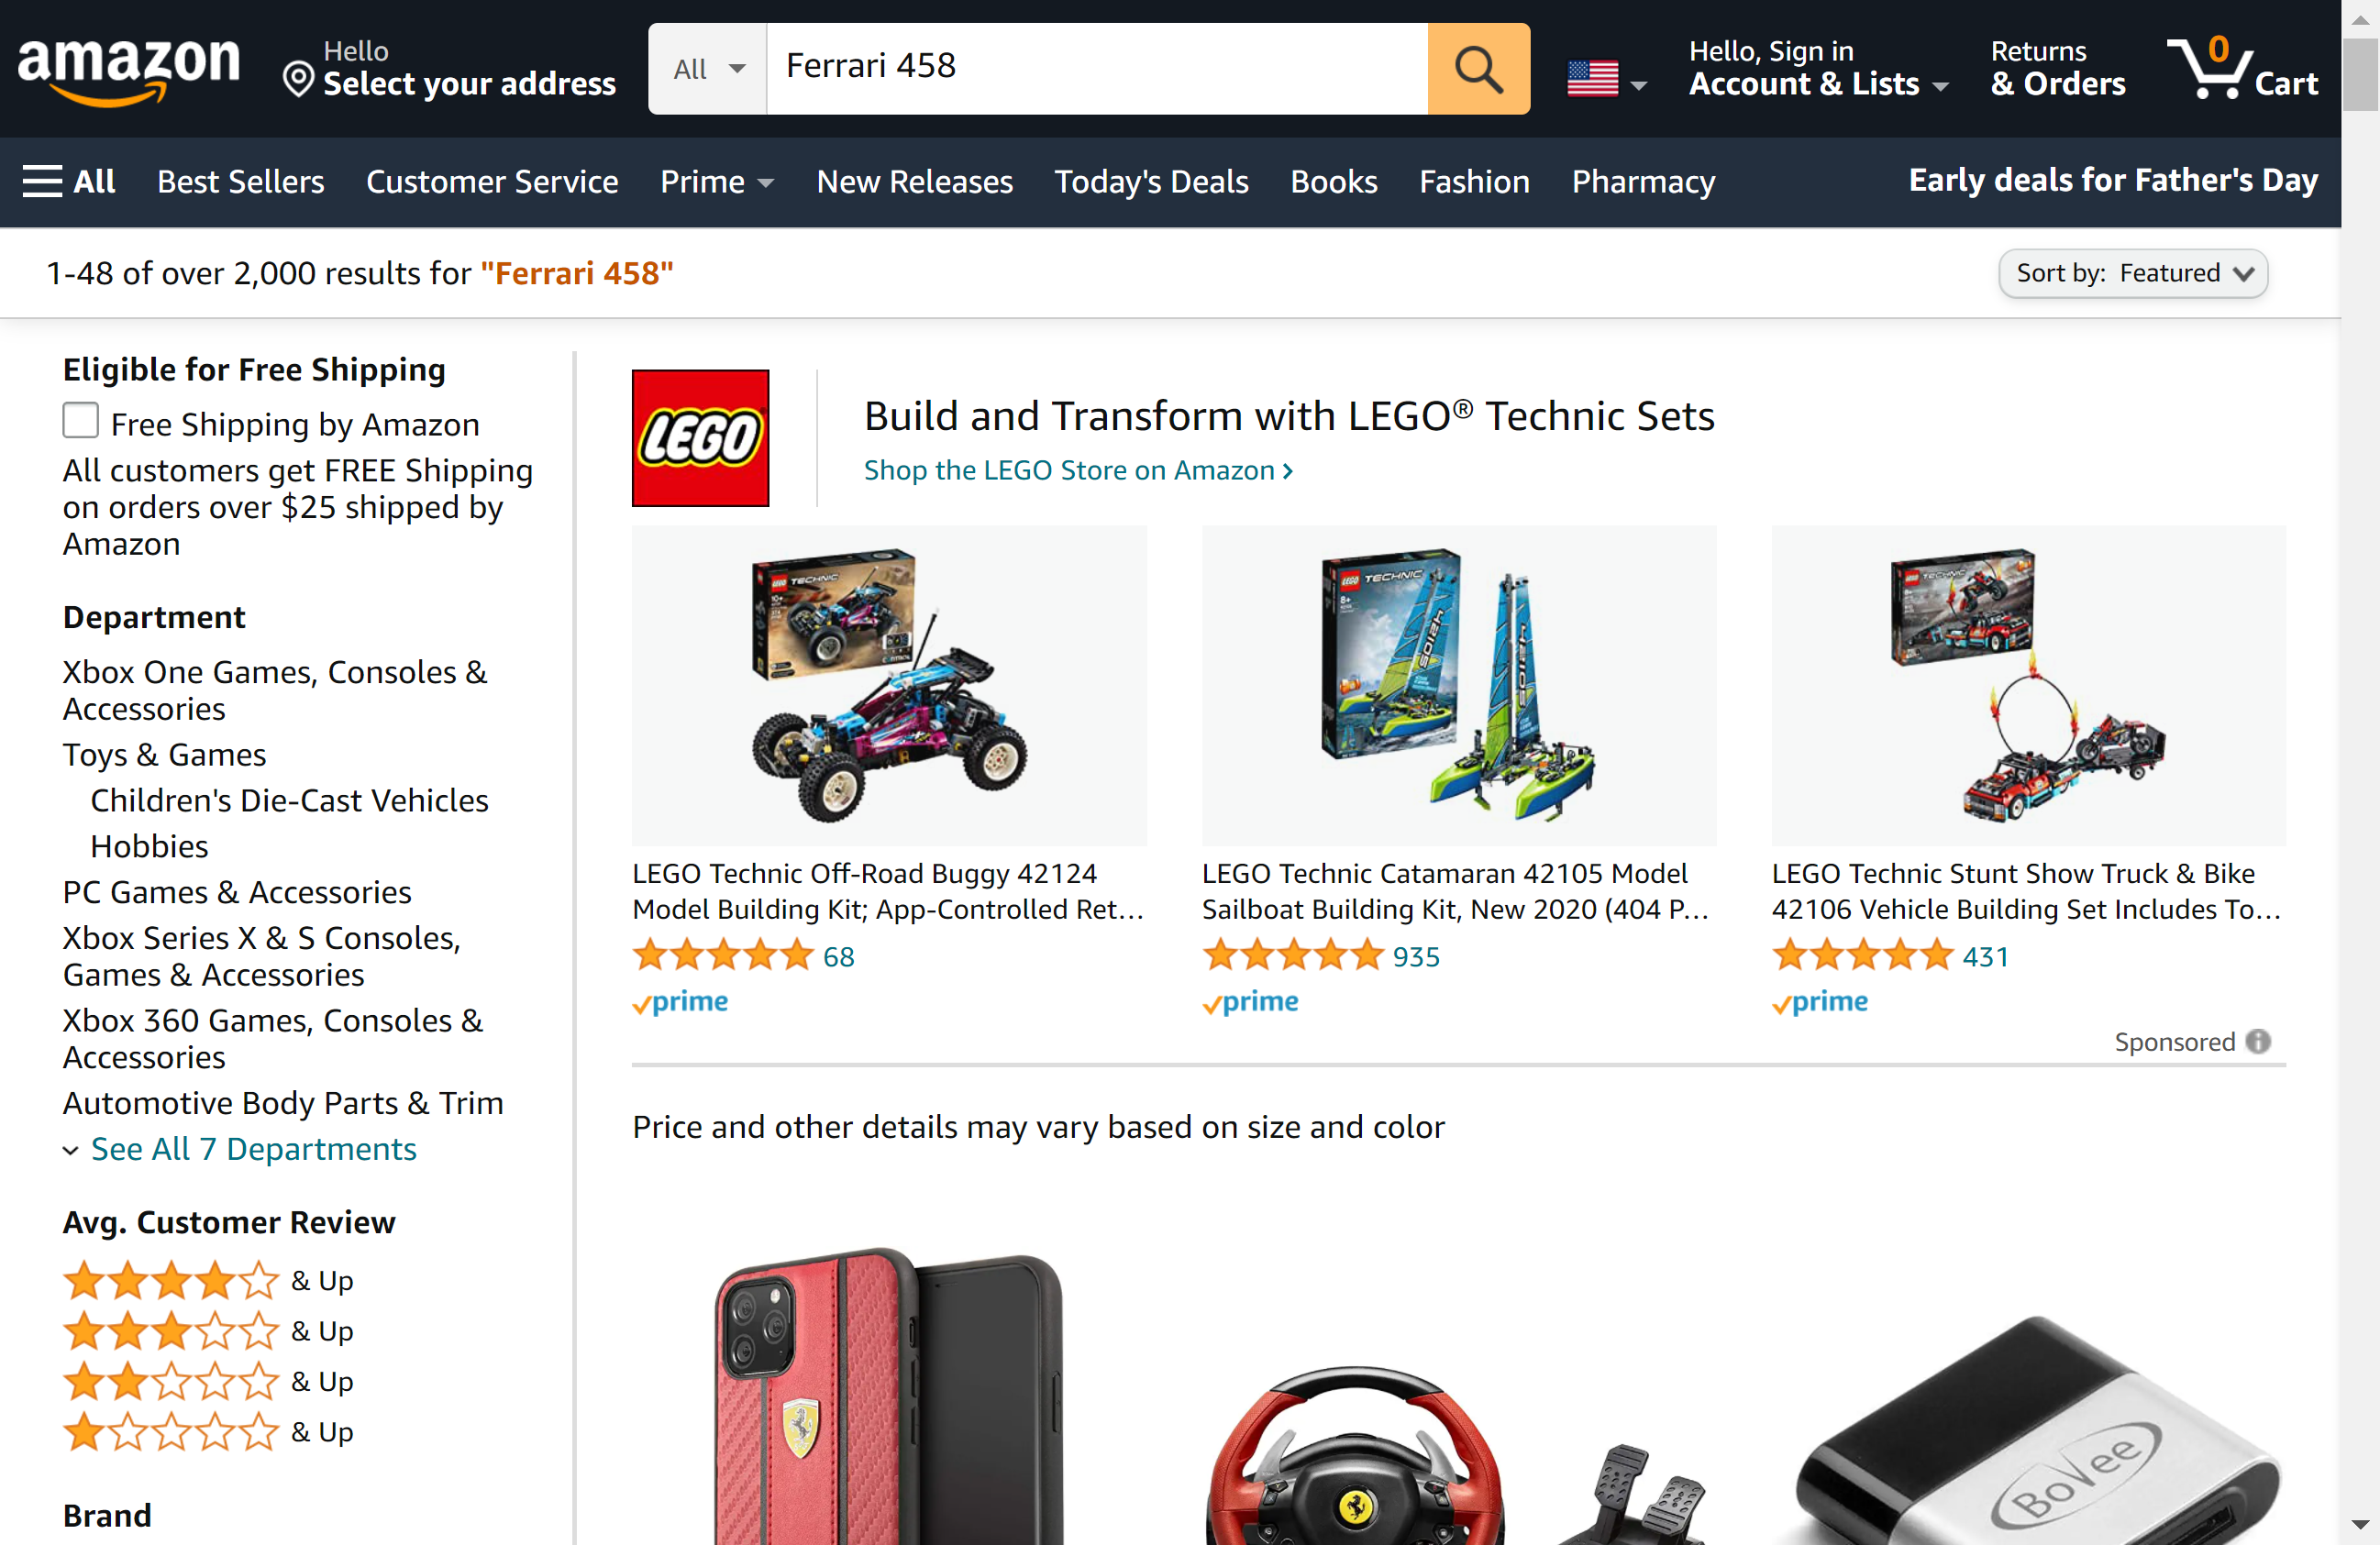 amazon
Hello
Select your address
All
Ferrari 458
Hello, Sign in
Account & Lists
Returns
& Orders
0
Cart
All
Best Sellers
Customer Service
Prime
New Releases
Today's Deals
Books
Fashion
Pharmacy
Early deals for Father's Day
1-48 of over 2,000 results for "Ferrari 458"
Sort by: Featured
Eligible for Free Shipping
Free Shipping by Amazon
All customers get FREE Shipping
on orders over $25 shipped by
Amazon
Department
Xbox One Games, Consoles &
Accessories
Toys & Games
Children's Die-Cast Vehicles
Hobbies
PC Games & Accessories
Xbox Series X & S Consoles,
Games & Accessories
Xbox 360 Games, Consoles &
Accessories
Automotive Body Parts & Trim
See All 7 Departments
Avg. Customer Review
& Up
& Up
& Up
& Up
Brand
LEGO
Build and Transform with LEGO® Technic Sets
Shop the LEGO Store on Amazon ›
LEGO TECHNIC
10+
LEGO Technic Off-Road Buggy 42124
Model Building Kit; App-Controlled Ret...
68
prime
LEGO TECHNIC
8+
LEGO Technic Catamaran 42105 Model
Sailboat Building Kit, New 2020 (404 P...
935
prime
LEGO TECHNIC
LEGO Technic Stunt Show Truck & Bike
42106 Vehicle Building Set Includes To...
431
prime
Sponsored
Price and other details may vary based on size and color
BoVee